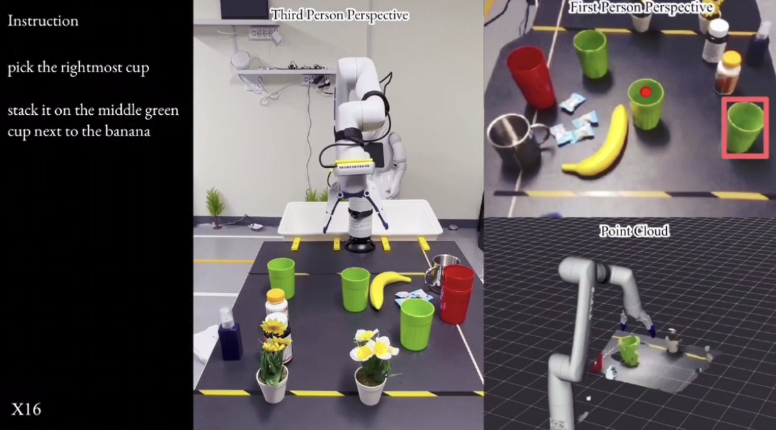 Instruction
pick the rightmost cup
stack it on the middle green
cup next to the banana
X16
Third Person Perspective
First Person Perspective
Point Cloud